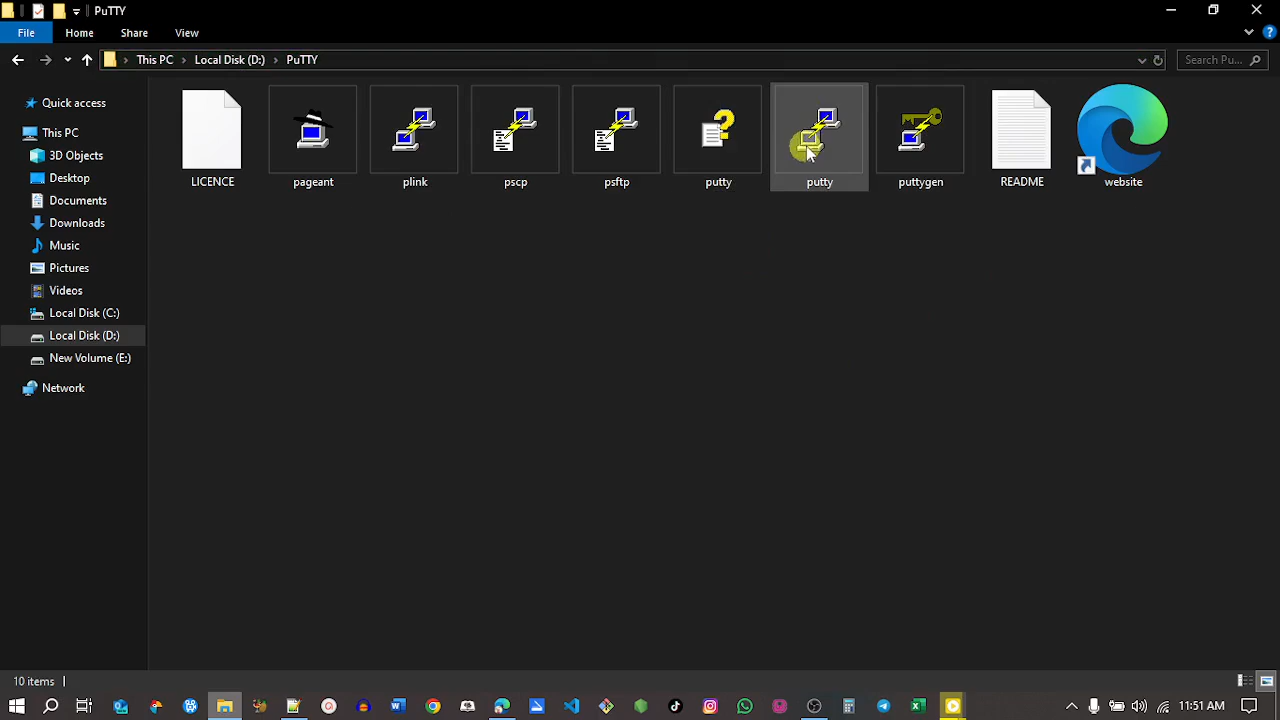 PuTTY
File Home Share View
This PC Local Disk (D:) PuTTY Search Pu...
Quick access
This PC
3D Objects
Desktop
Documents
Downloads
Music
Pictures
Videos
Local Disk (C:)
Local Disk (D:)
New Volume (E:)
Network
LICENCE pageant plink pscp psftp putty putty puttygen README website
10 items
11:51 AM